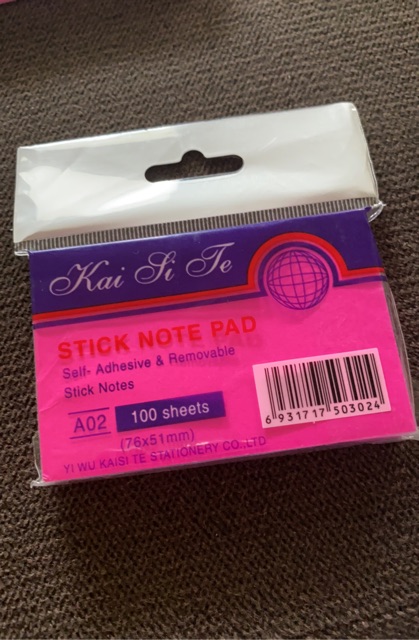 Kai Si Te
STICK NOTE PAD
Self- Adhesive & Removable
Stick Notes
A02 100 sheets
(76x51mm)
YI WU KAISI TE STATIONERY CO.,LTD
6 931717 503024